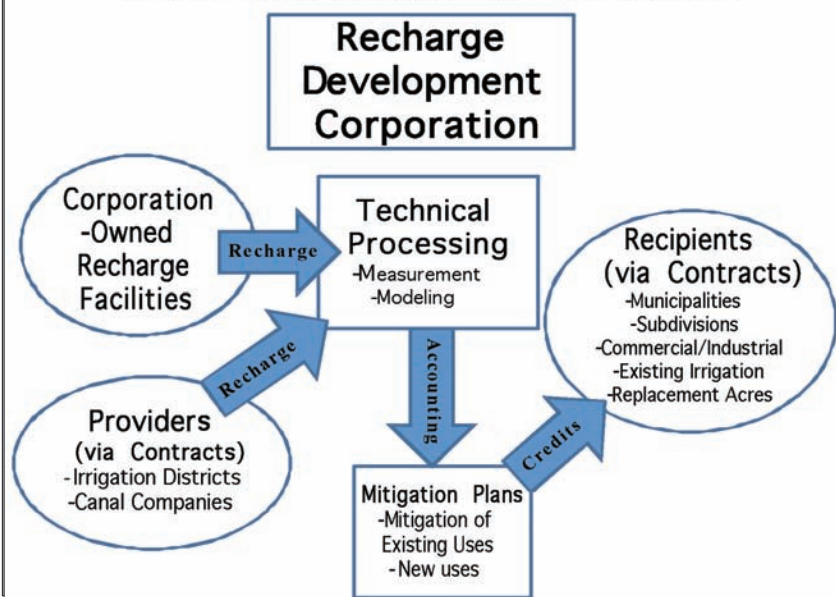 Recharge
Development
Corporation
Corporation
-Owned
Recharge
Facilities
Recharge
Technical
Processing
-Measurement
-Modeling
Recipients
(via Contracts)
-Municipalities
-Subdivisions
-Commercial/Industrial
-Existing Irrigation
-Replacement Acres
Recharge
Accounting
Providers
(via Contracts)
-Irrigation Districts
-Canal Companies
Credits
Mitigation Plans
-Mitigation of
Existing Uses
-New uses